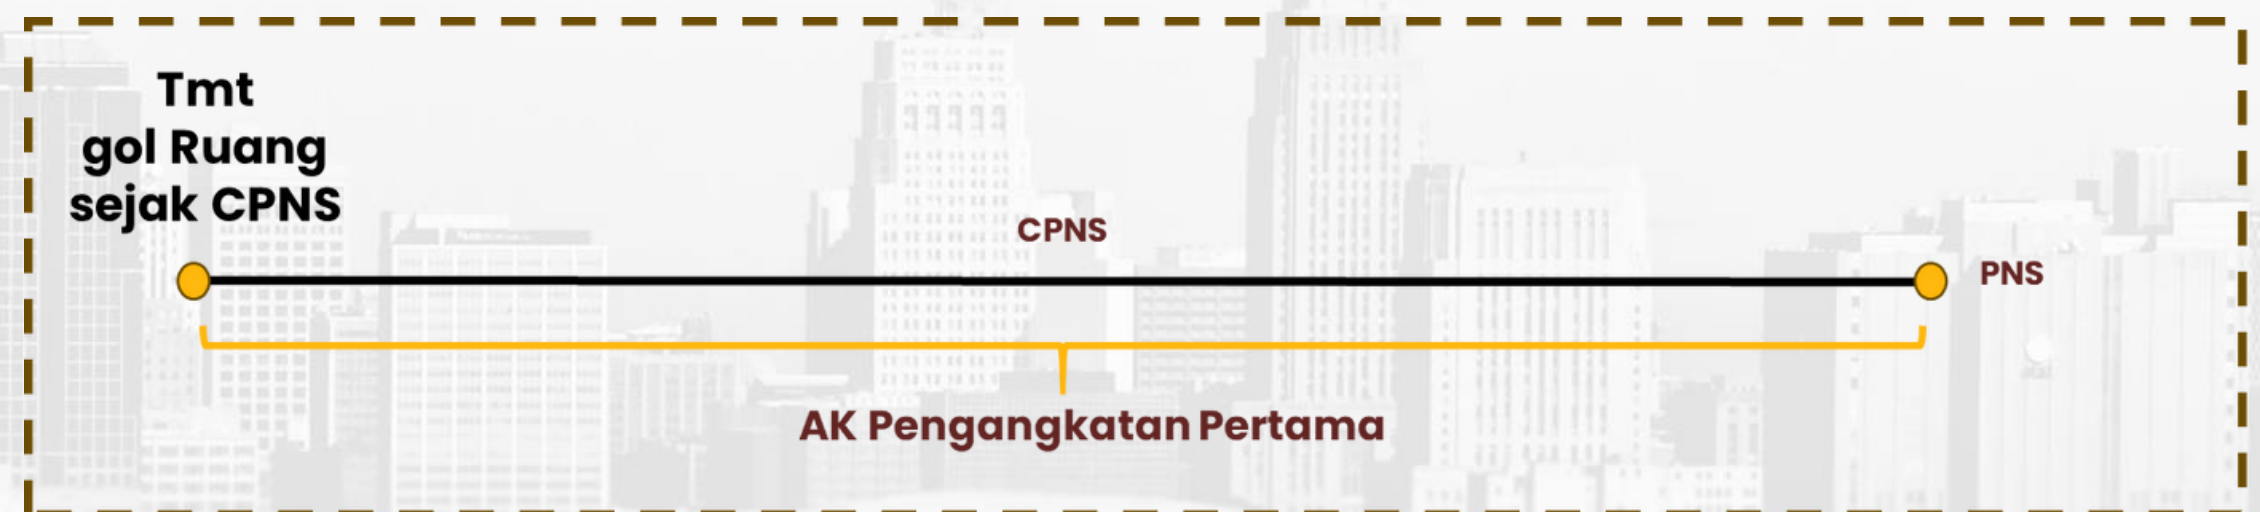 Tmt
gol Ruang
sejak CPNS
CPNS
PNS
AK Pengangkatan Pertama